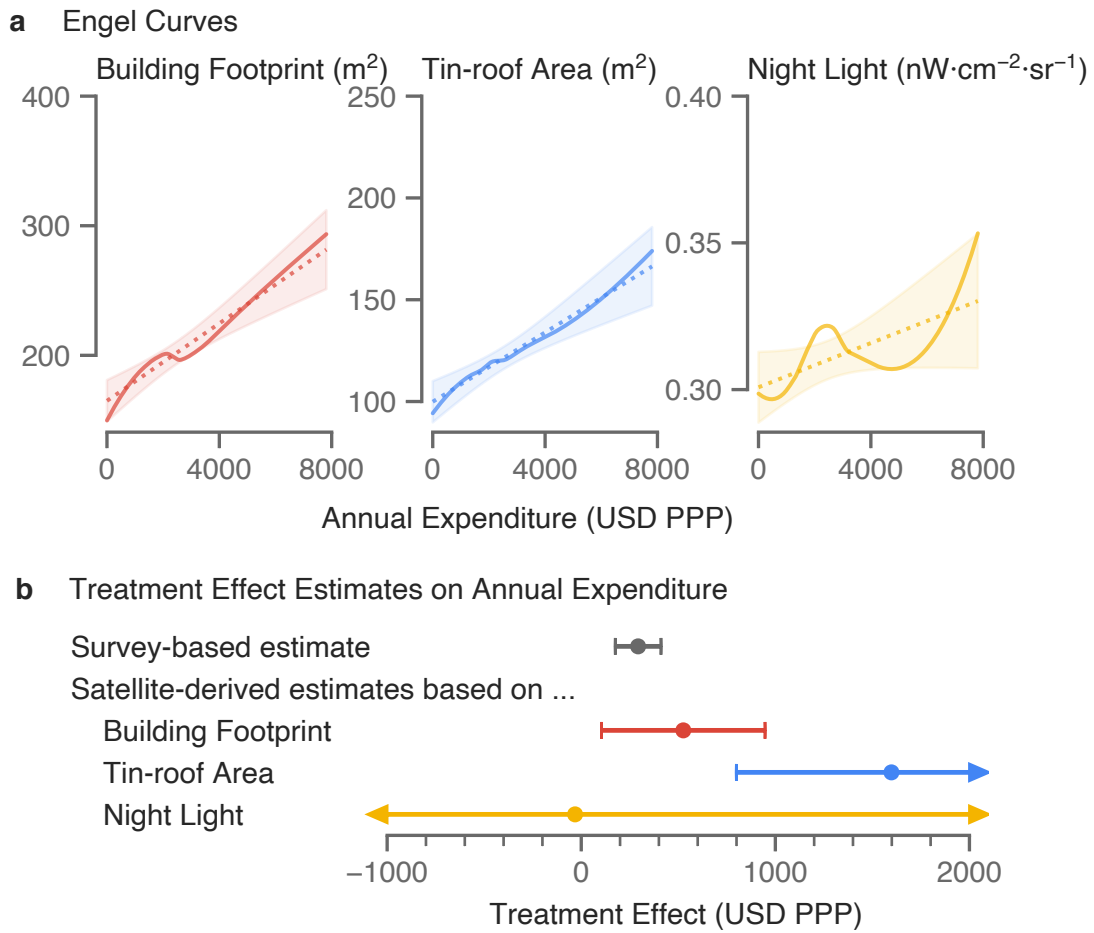 a Engel Curves
Building Footprint (m²) Tin-roof Area (m²) Night Light (nW·cm⁻²·sr⁻¹)
400 250 0.40
200
300 0.35
150
200
100 0.30
0 4000 8000 0 4000 8000 0 4000 8000
Annual Expenditure (USD PPP)
b Treatment Effect Estimates on Annual Expenditure
Survey-based estimate
Satellite-derived estimates based on ...
Building Footprint
Tin-roof Area
Night Light
−1000 0 1000 2000
Treatment Effect (USD PPP)